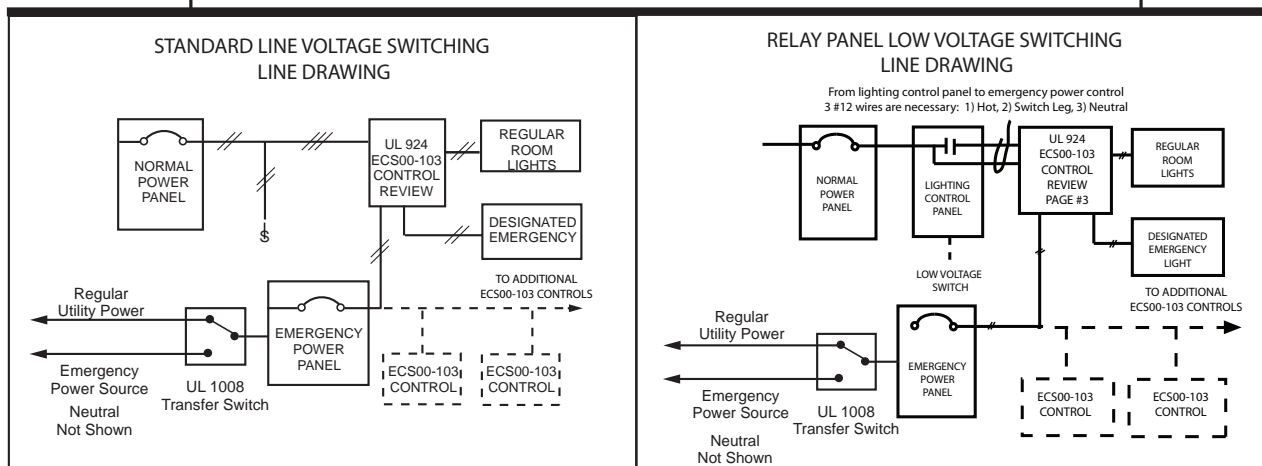 STANDARD LINE VOLTAGE SWITCHING
LINE DRAWING
NORMAL
POWER
PANEL
$
UL 924
ECS00-103
CONTROL
REVIEW
REGULAR
ROOM
LIGHTS
DESIGNATED
EMERGENCY
TO ADDITIONAL
ECS00-103 CONTROLS
Regular
Utility Power
Emergency
Power Source
Neutral
Not Shown
UL 1008
Transfer Switch
EMERGENCY
POWER
PANEL
ECS00-103
CONTROL
ECS00-103
CONTROL
RELAY PANEL LOW VOLTAGE SWITCHING
LINE DRAWING
From lighting control panel to emergency power control
3 #12 wires are necessary: 1) Hot, 2) Switch Leg, 3) Neutral
NORMAL
POWER
PANEL
LIGHTING
CONTROL
PANEL
LOW VOLTAGE
SWITCH
UL 924
ECS00-103
CONTROL
REVIEW
PAGE #3
REGULAR
ROOM
LIGHTS
DESIGNATED
EMERGENCY
LIGHT
TO ADDITIONAL
ECS00-103 CONTROLS
Regular
Utility Power
Emergency
Power Source
Neutral
Not Shown
UL 1008
Transfer Switch
EMERGENCY
POWER
PANEL
ECS00-103
CONTROL
ECS00-103
CONTROL